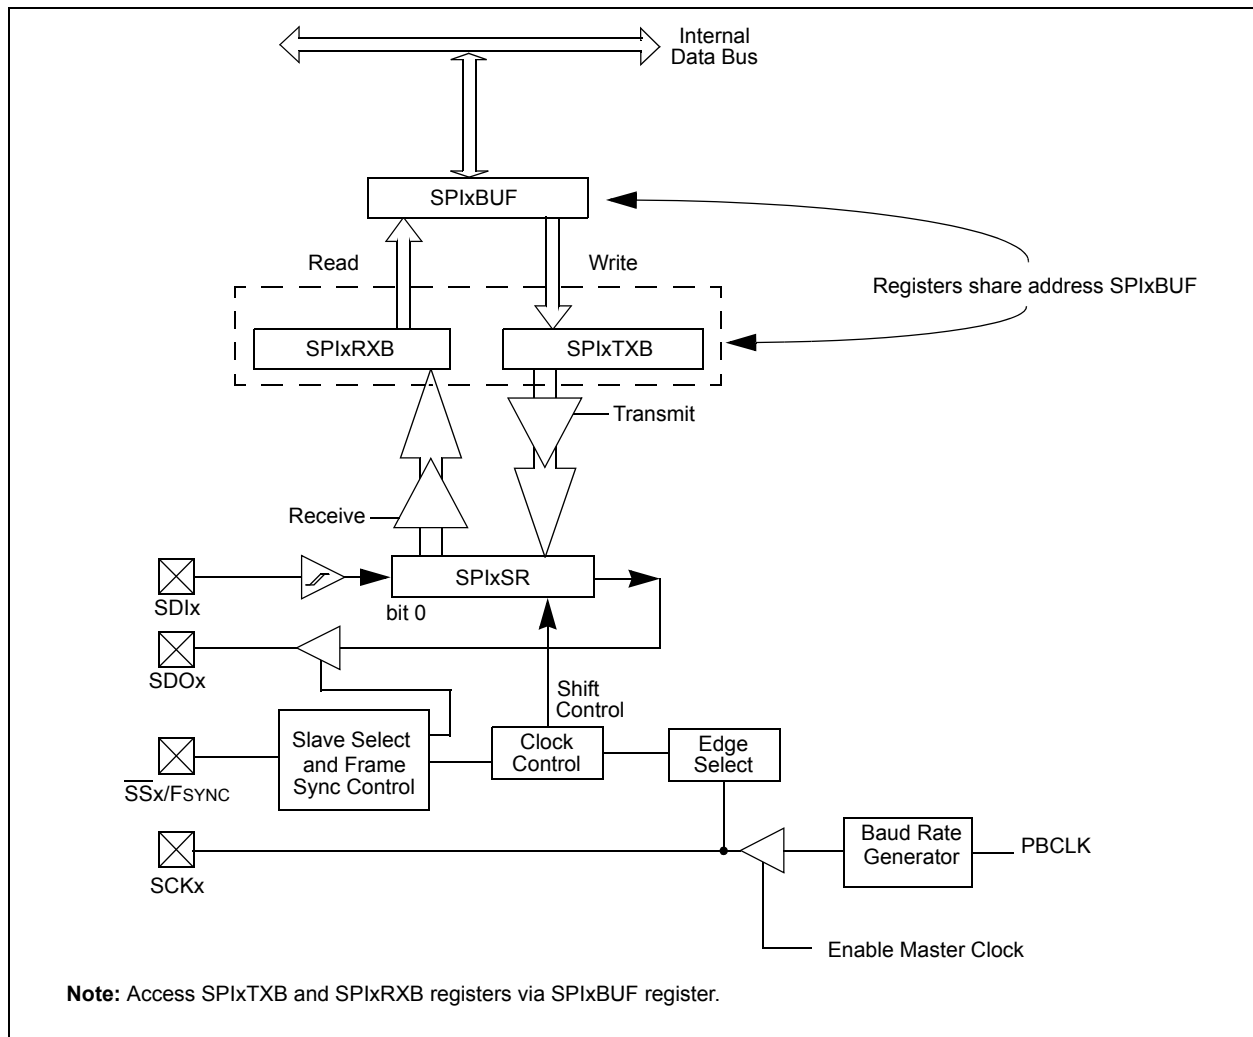 Internal
Data Bus
SPIxBUF
Read
Write
Registers share address SPIxBUF
SPIxRXB
SPIxTXB
Transmit
Receive
SPIxSR
SDIx
bit 0
SDOx
Shift
Control
Slave Select
and Frame
Sync Control
Clock
Control
Edge
Select
SSx/FSYNC
Baud Rate
Generator
PBCLK
SCKx
Enable Master Clock
Note: Access SPIxTXB and SPIxRXB registers via SPIxBUF register.